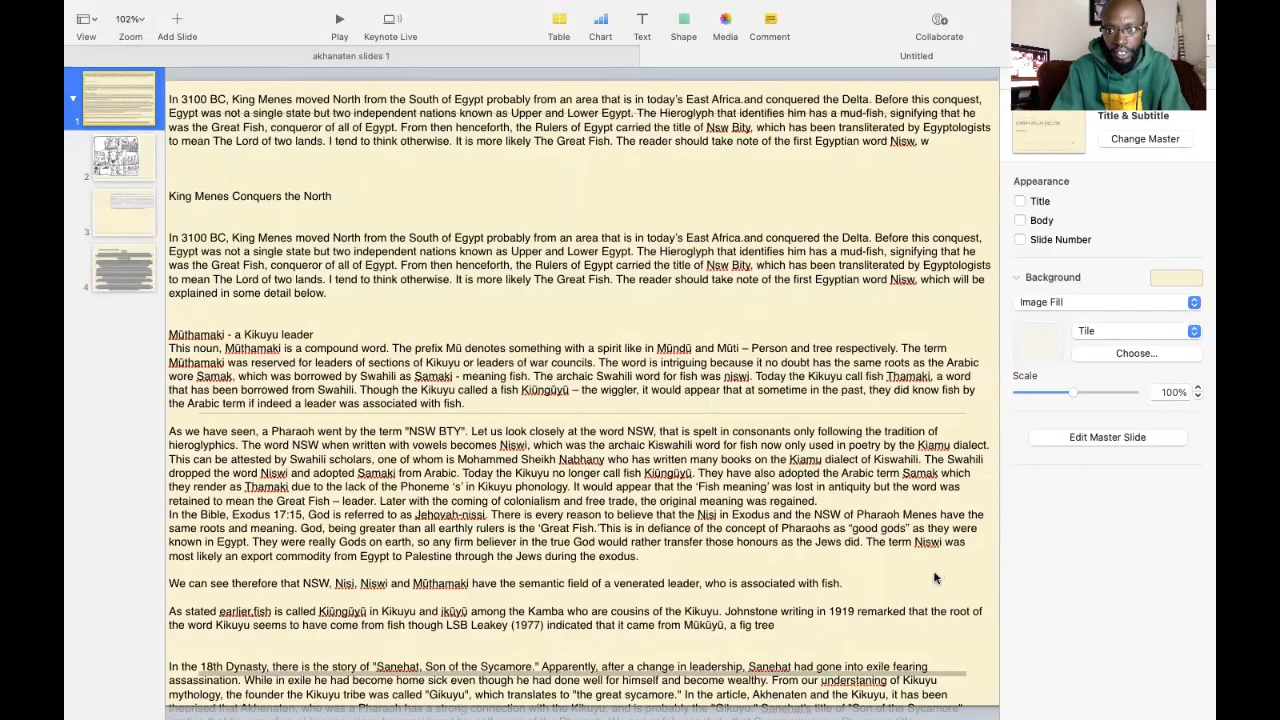 View
102%
Zoom
Add Slide
Play
Keynote Live
Table
Chart
Text
Shape
Media
Comment
Collaborate
akhanaten slides 1
Untitled
1
2
3
4
In 3100 BC, King Menes moved North from the South of Egypt probably from an area that is in today's East Africa.and conquered the Delta. Before this conquest,
Egypt was not a single state but two independent nations known as Upper and Lower Egypt. The Hieroglyph that identifies him has a mud-fish, signifying that he
was the Great Fish, conqueror of all of Egypt. From then henceforth, the Rulers of Egypt carried the title of Nsw Bity, which has been transliterated by Egyptologists
to mean The Lord of two lands. I tend to think otherwise. It is more likely The Great Fish. The reader should take note of the first Egyptian word Nisw, w
King Menes Conquers the North
In 3100 BC, King Menes moved North from the South of Egypt probably from an area that is in today's East Africa.and conquered the Delta. Before this conquest,
Egypt was not a single state but two independent nations known as Upper and Lower Egypt. The Hieroglyph that identifies him has a mud-fish, signifying that he
was the Great Fish, conqueror of all of Egypt. From then henceforth, the Rulers of Egypt carried the title of Nsw Bity, which has been transliterated by Egyptologists
to mean The Lord of two lands. I tend to think otherwise. It is more likely The Great Fish. The reader should take note of the first Egyptian word Nisw, which will be
explained in some detail below.
Mũthamaki - a Kikuyu leader
This noun, Mũthamaki is a compound word. The prefix Mũ denotes something with a spirit like in Mũndũ and Mũti – Person and tree respectively. The term
Mũthamaki was reserved for leaders of sections of Kikuyu or leaders of war councils. The word is intriguing because it no doubt has the same roots as the Arabic
wore Samak, which was borrowed by Swahili as Samaki - meaning fish. The archaic Swahili word for fish was niswi. Today the Kikuyu call fish Thamaki, a word
that has been borrowed from Swahili. Though the Kikuyu called a fish Kiũngũyũ – the wiggler, it would appear that at sometime in the past, they did know fish by
the Arabic term if indeed a leader was associated with fish.
As we have seen, a Pharaoh went by the term "NSW BTY". Let us look closely at the word NSW, that is spelt in consonants only following the tradition of
hieroglyphics. The word NSW when written with vowels becomes Niswi, which was the archaic Kiswahili word for fish now only used in poetry by the Kiamu dialect.
This can be attested by Swahili scholars, one of whom is Mohammed Sheikh Nabhany who has written many books on the Kiamu dialect of Kiswahili. The Swahili
dropped the word Niswi and adopted Samaki from Arabic. Today the Kikuyu no longer call fish Kiũngũyũ. They have also adopted the Arabic term Samak which
they render as Thamaki due to the lack of the Phoneme 's' in Kikuyu phonology. It would appear that the 'Fish meaning' was lost in antiquity but the word was
retained to mean the Great Fish – leader. Later with the coming of colonialism and free trade, the original meaning was regained.
In the Bible, Exodus 17:15, God is referred to as Jehovah-nissi. There is every reason to believe that the Nisi in Exodus and the NSW of Pharaoh Menes have the
same roots and meaning. God, being greater than all earthly rulers is the 'Great Fish.'This is in defiance of the concept of Pharaohs as "good gods" as they were
known in Egypt. They were really Gods on earth, so any firm believer in the true God would rather transfer those honours as the Jews did. The term Niswi was
most likely an export commodity from Egypt to Palestine through the Jews during the exodus.
We can see therefore that NSW, Nisi, Niswi and Mũthamaki have the semantic field of a venerated leader, who is associated with fish.
As stated earlier,fish is called Kiũngũyũ in Kikuyu and ikũyũ among the Kamba who are cousins of the Kikuyu. Johnstone writing in 1919 remarked that the root of
the word Kikuyu seems to have come from fish though LSB Leakey (1977) indicated that it came from Mũkũyũ, a fig tree
In the 18th Dynasty, there is the story of "Sanehat, Son of the Sycamore." Apparently, after a change in leadership, Sanehat had gone into exile fearing
assassination. While in exile he had become home sick even though he had done well for himself and become wealthy. From our understaning of Kikuyu
mythology, the founder the Kikuyu tribe was called "Gikuyu", which translates to "the great sycamore." In the article, Akhenaten and the Kikuyu, it has been
theorised that Akhenaten, who was a Pharaoh has a strong connection with the Kikuyu, and is probably the "Gikuyu" Sanehat's title of "Son of the Sycamore"
Title & Subtitle
Change Master
Appearance
Title
Body
Slide Number
Background
Image Fill
Tile
Choose...
Scale
100%
Edit Master Slide